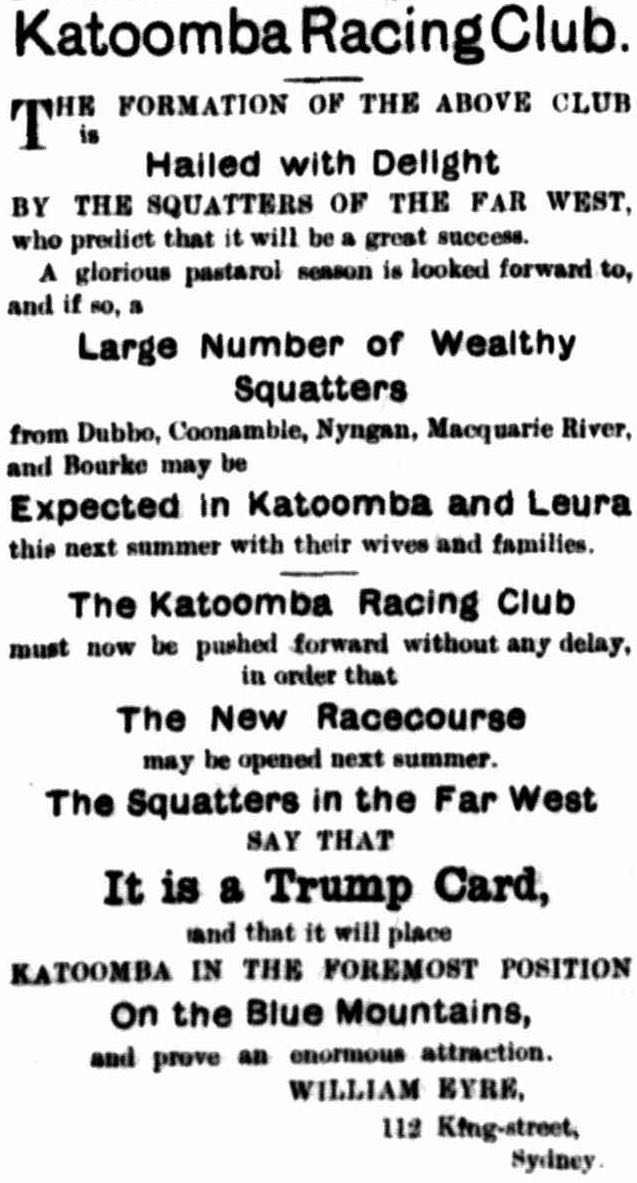 Katoomba Racing Club.
THE FORMATION OF THE ABOVE CLUB
is
Hailed with Delight
BY THE SQUATTERS OF THE FAR WEST,
who predict that it will be a great success.
A glorious pastarol season is looked forward to,
and if so, a
Large Number of Wealthy
Squatters
from Dubbo, Coonamble, Nyngan, Macquarie River,
and Bourke may be
Expected in Katoomba and Leura
this next summer with their wives and families.
The Katoomba Racing Club
must now be pushed forward without any delay,
in order that
The New Racecourse
may be opened next summer.
The Squatters in the Far West
SAY THAT
It is a Trump Card,
and that it will place
KATOOMBA IN THE FOREMOST POSITION
On the Blue Mountains,
and prove an enormous attraction.
WILLIAM EYRE,
112 King-street,
Sydney.